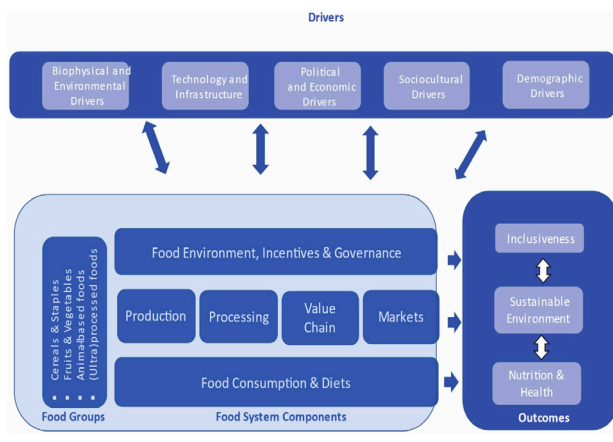 Drivers
Biophysical and
Environmental
Drivers
Technology and
Infrastructure
Political
and Economic
Drivers
Sociocultural
Drivers
Demographic
Drivers
Food Environment, Incentives & Governance
Production
Processing
Value
Chain
Markets
Food Consumption & Diets
▪ Cereals & Staples
▪ Fruits & Vegetables
▪ Animal-based foods
▪ (Ultra)processed foods
Food Groups
Food System Components
Inclusiveness
Sustainable
Environment
Nutrition &
Health
Outcomes